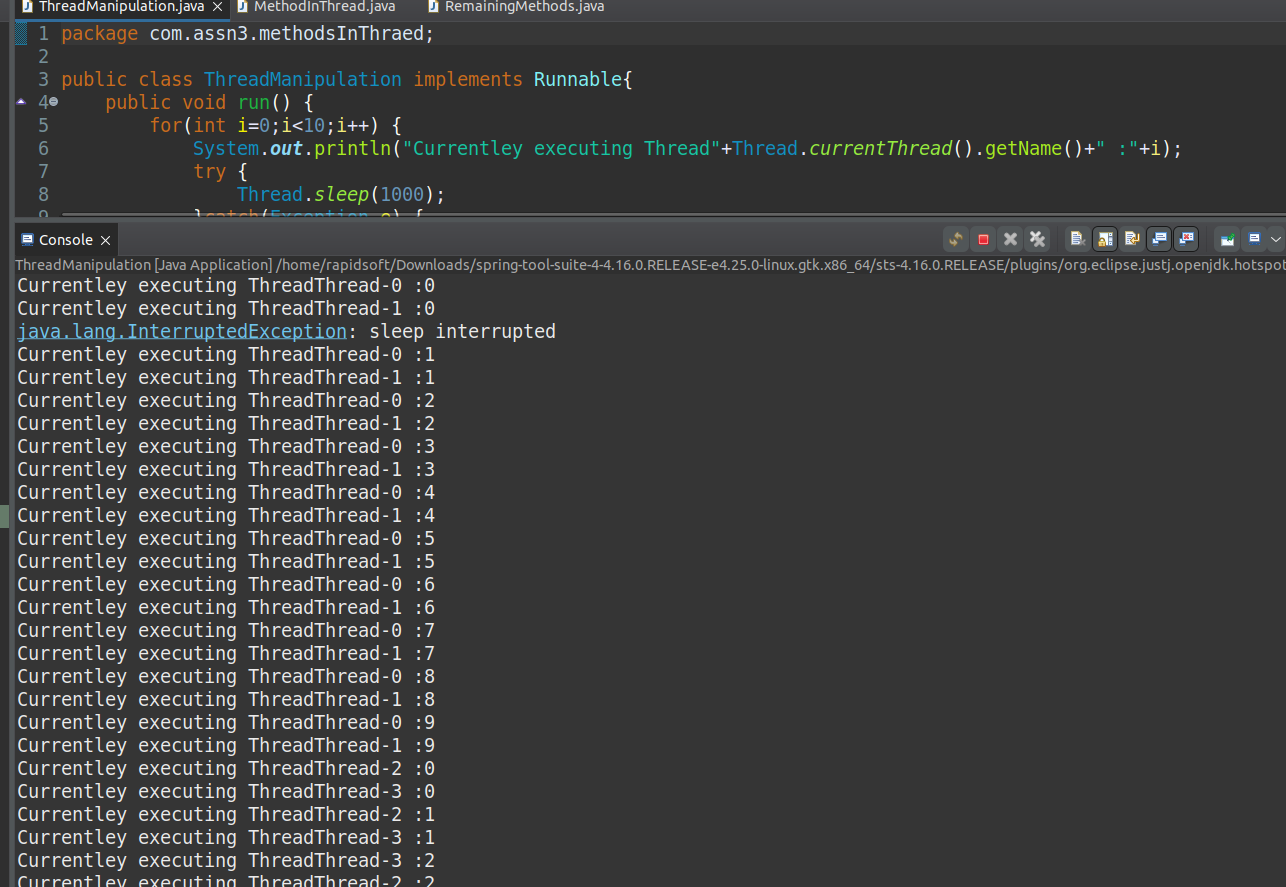 ThreadManipulation.java MethodInThread.java RemainingMethods.java
1 package com.assn3.methodsInThraed;
2
3 public class ThreadManipulation implements Runnable{
4 public void run() {
5 for(int i=0;i<10;i++) {
6 System.out.println("Currentley executing Thread"+Thread.currentThread().getName()+" :"+i);
7 try {
8 Thread.sleep(1000);
9 }catch(Exception e) {
Console
ThreadManipulation [Java Application] /home/rapidsoft/Downloads/spring-tool-suite-4-4.16.0.RELEASE-e4.25.0-linux.gtk.x86_64/sts-4.16.0.RELEASE/plugins/org.eclipse.justj.openjdk.hotspot
Currentley executing ThreadThread-0 :0
Currentley executing ThreadThread-1 :0
java.lang.InterruptedException: sleep interrupted
Currentley executing ThreadThread-0 :1
Currentley executing ThreadThread-1 :1
Currentley executing ThreadThread-0 :2
Currentley executing ThreadThread-1 :2
Currentley executing ThreadThread-0 :3
Currentley executing ThreadThread-1 :3
Currentley executing ThreadThread-0 :4
Currentley executing ThreadThread-1 :4
Currentley executing ThreadThread-0 :5
Currentley executing ThreadThread-1 :5
Currentley executing ThreadThread-0 :6
Currentley executing ThreadThread-1 :6
Currentley executing ThreadThread-0 :7
Currentley executing ThreadThread-1 :7
Currentley executing ThreadThread-0 :8
Currentley executing ThreadThread-1 :8
Currentley executing ThreadThread-0 :9
Currentley executing ThreadThread-1 :9
Currentley executing ThreadThread-2 :0
Currentley executing ThreadThread-3 :0
Currentley executing ThreadThread-2 :1
Currentley executing ThreadThread-3 :1
Currentley executing ThreadThread-3 :2
Currentley executing ThreadThread-2 :2